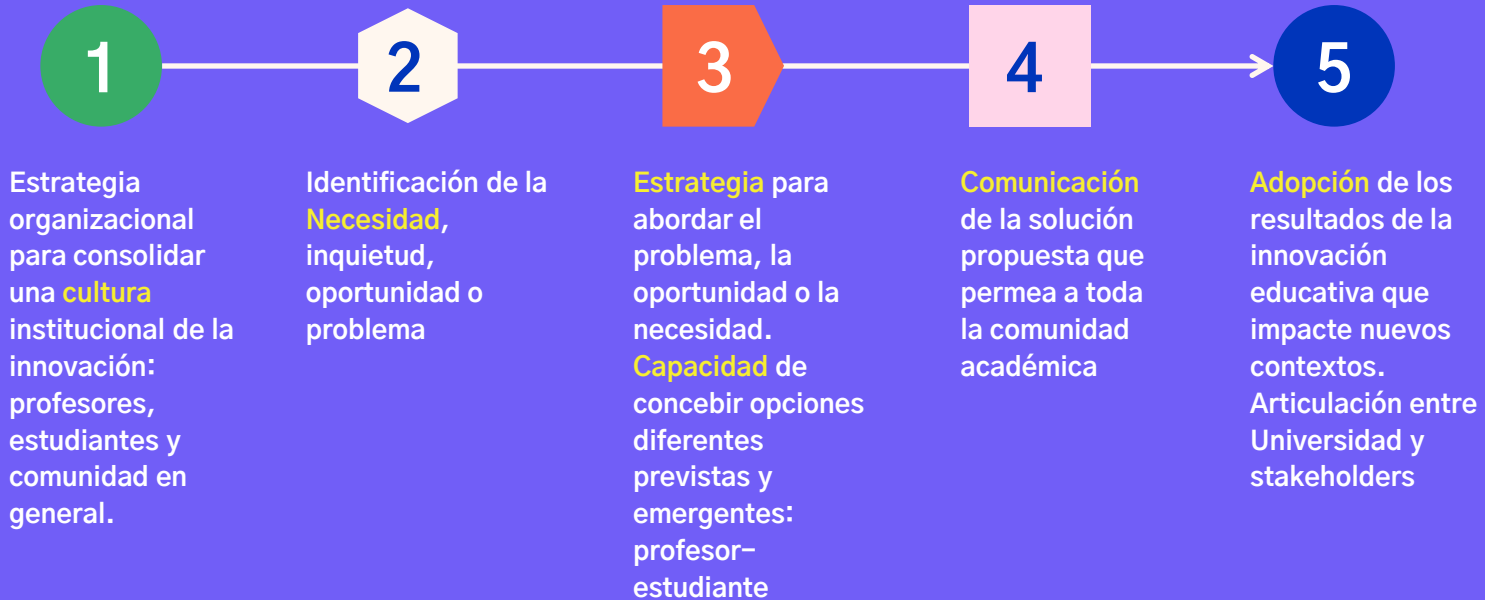 1
2
3
4
5
Estrategia
organizacional
para consolidar
una cultura
institucional de la
innovación:
profesores,
estudiantes y
comunidad en
general.
Identificación de la
Necesidad,
inquietud,
oportunidad o
problema
Estrategia para
abordar el
problema, la
oportunidad o la
necesidad.
Capacidad de
concebir opciones
diferentes
previstas y
emergentes:
profesor-
estudiante
Comunicación
de la solución
propuesta que
permea a toda
la comunidad
académica
Adopción de los
resultados de la
innovación
educativa que
impacte nuevos
contextos.
Articulación entre
Universidad y
stakeholders